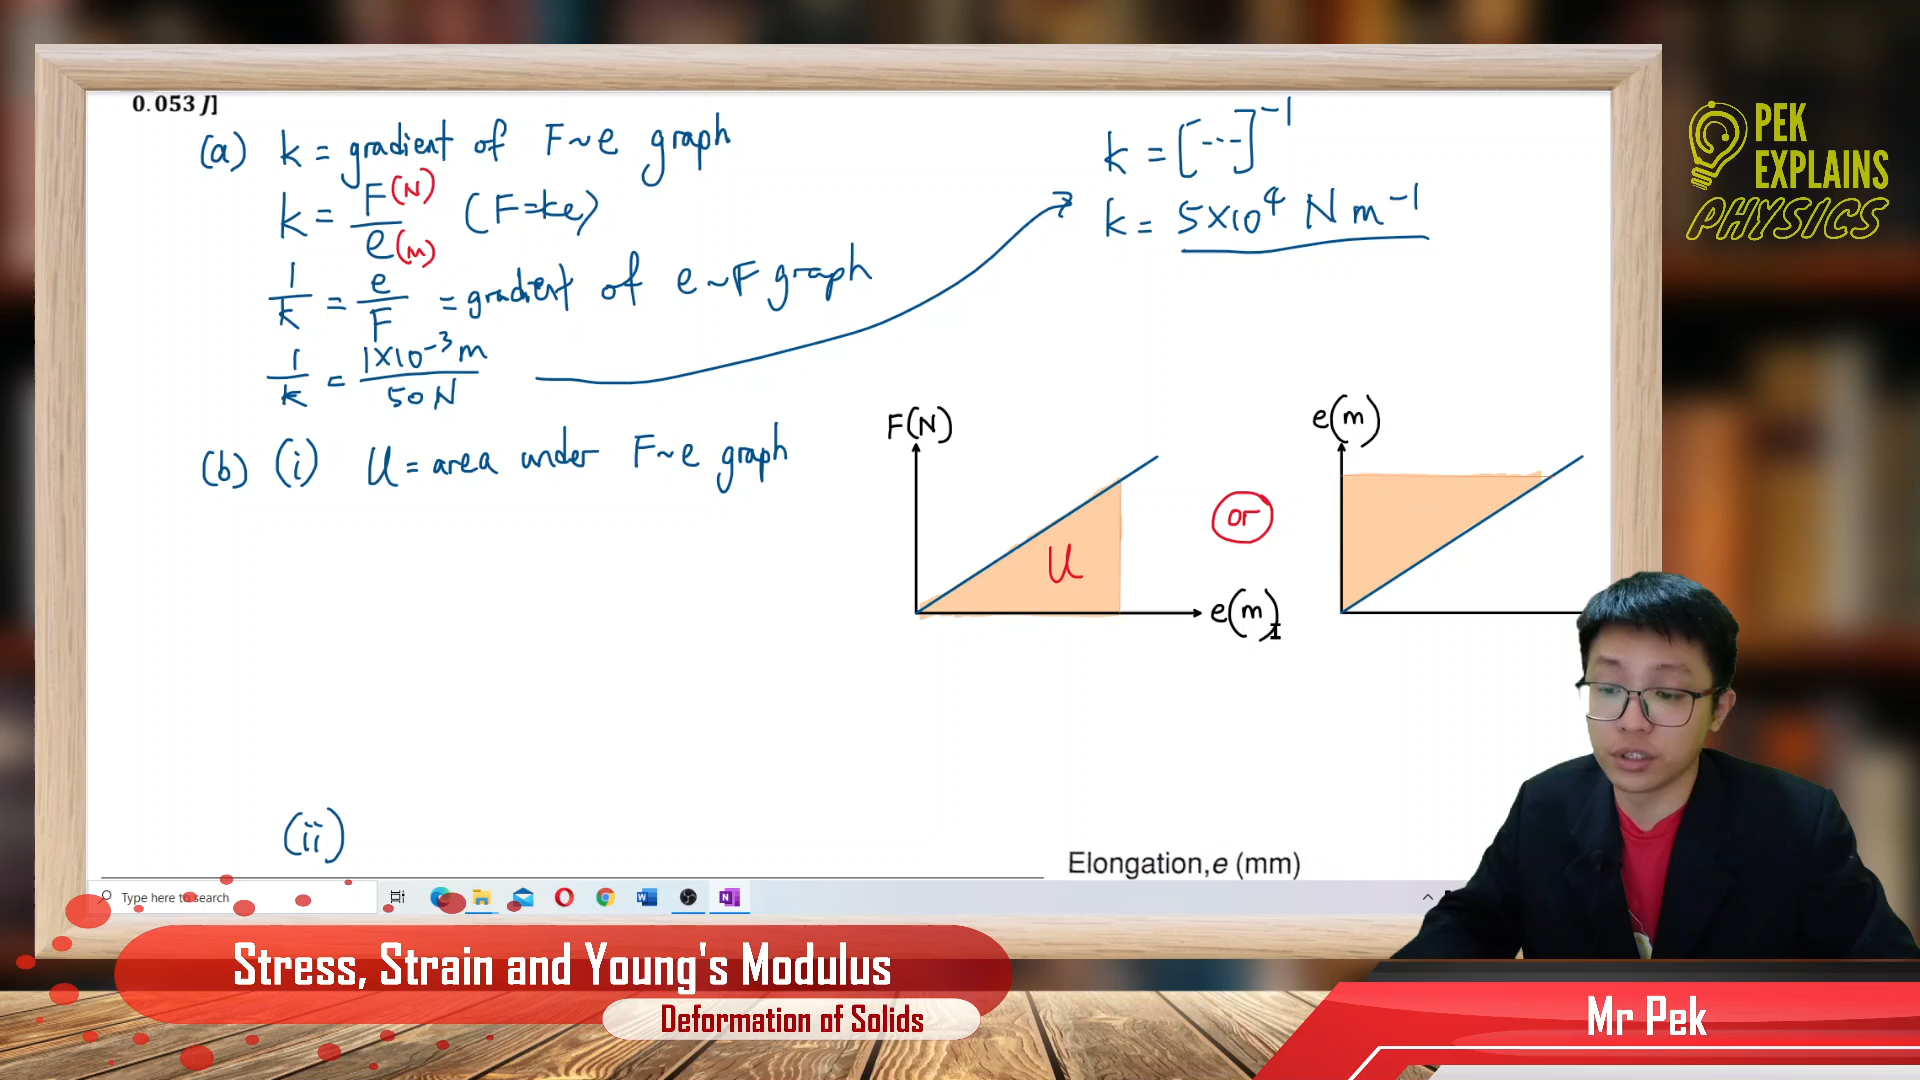 0.053 J]
(a) k = gradient of F~e graph
k = F(N)/e(m) (F=ke)
1/k = e/F = gradient of e~F graph
1/k = 1×10⁻³ m/50 N
k = [---]⁻¹
k = 5×10⁴ N m⁻¹
(b) (i) U = area under F~e graph
F(N)
U
e(m)
or
e(m)
(ii)
Elongation,e (mm)
Type here to search
PEK
EXPLAINS
PHYSICS
Stress, Strain and Young's Modulus
Deformation of Solids
Mr Pek